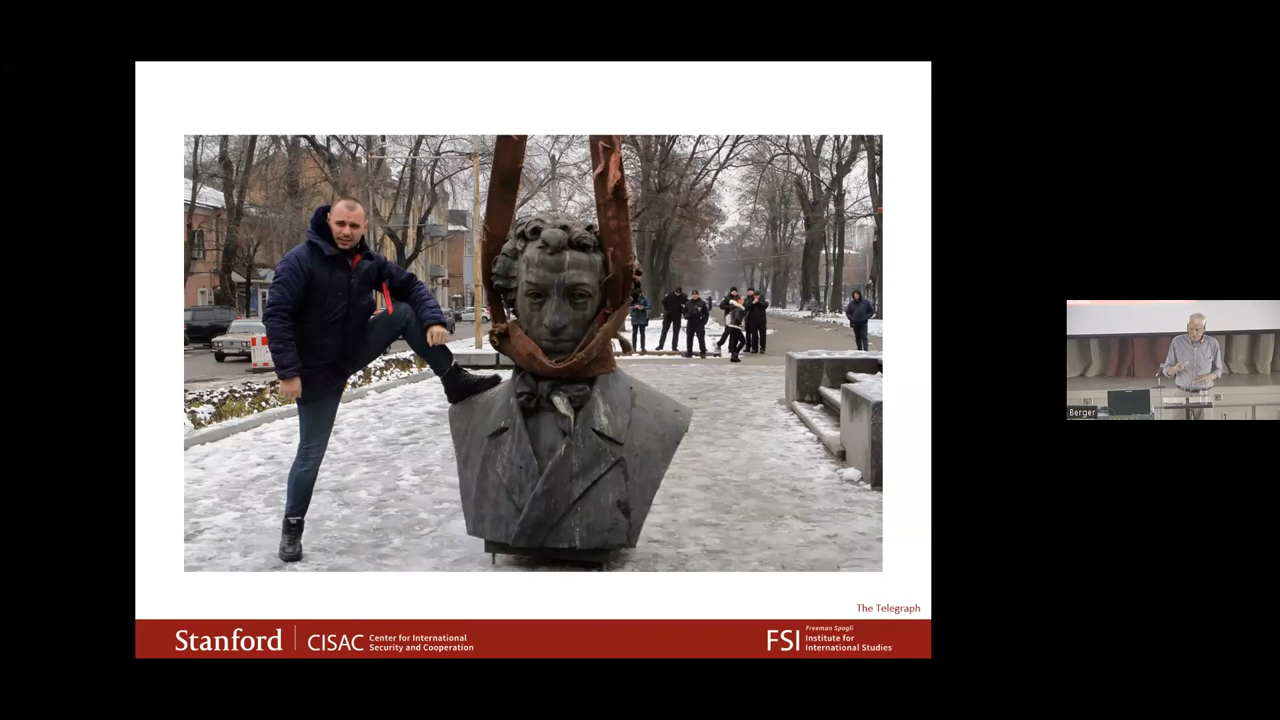 The Telegraph
Stanford
CISAC
Center for International
Security and Cooperation
FSI
Freeman Spogli
Institute for
International Studies
Berger